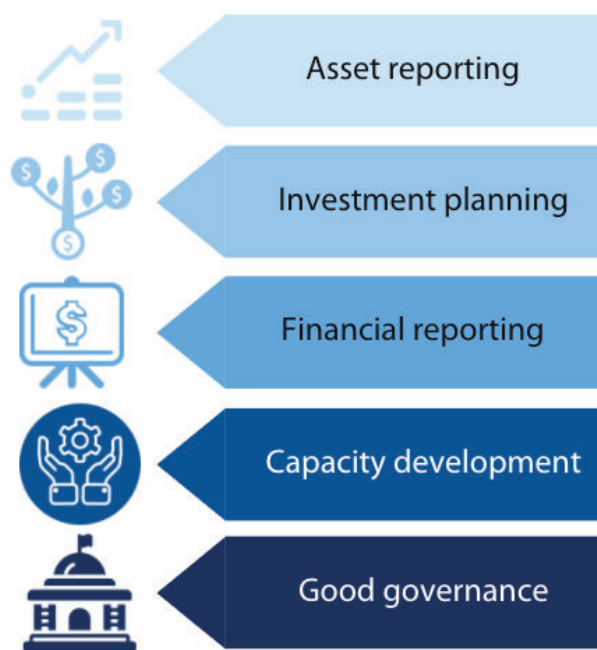 Asset reporting
Investment planning
Financial reporting
Capacity development
Good governance